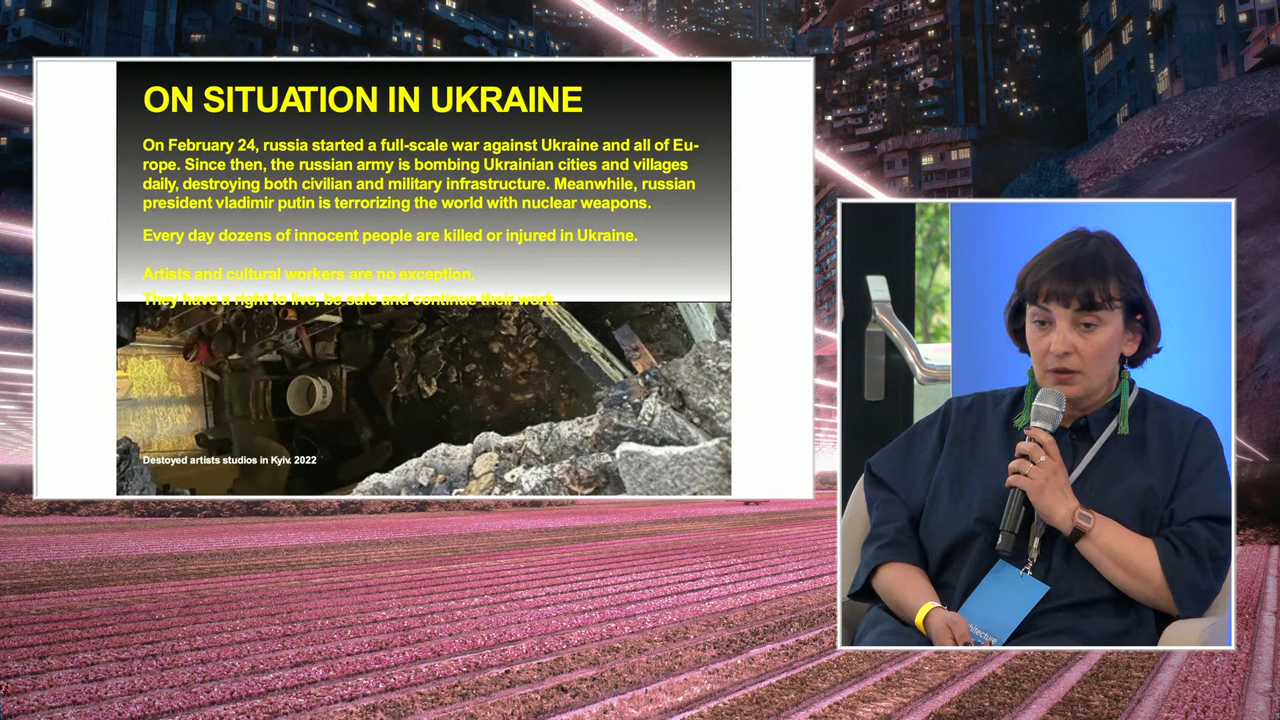 ON SITUATION IN UKRAINE
On February 24, russia started a full-scale war against Ukraine and all of Eu-
rope. Since then, the russian army is bombing Ukrainian cities and villages
daily, destroying both civilian and military infrastructure. Meanwhile, russian
president vladimir putin is terrorizing the world with nuclear weapons.
Every day dozens of innocent people are killed or injured in Ukraine.
Artists and cultural workers are no exception.
They have a right to live, be safe and continue their work.
Destoyed artists studios in Kyiv. 2022